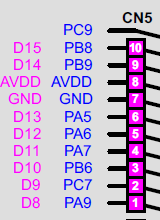 CN5
PC9
D15 PB8 10
D14 PB9 9
AVDD AVDD 8
GND GND 7
D13 PA5 6
D12 PA6 5
D11 PA7 4
D10 PB6 3
D9 PC7 2
D8 PA9 1